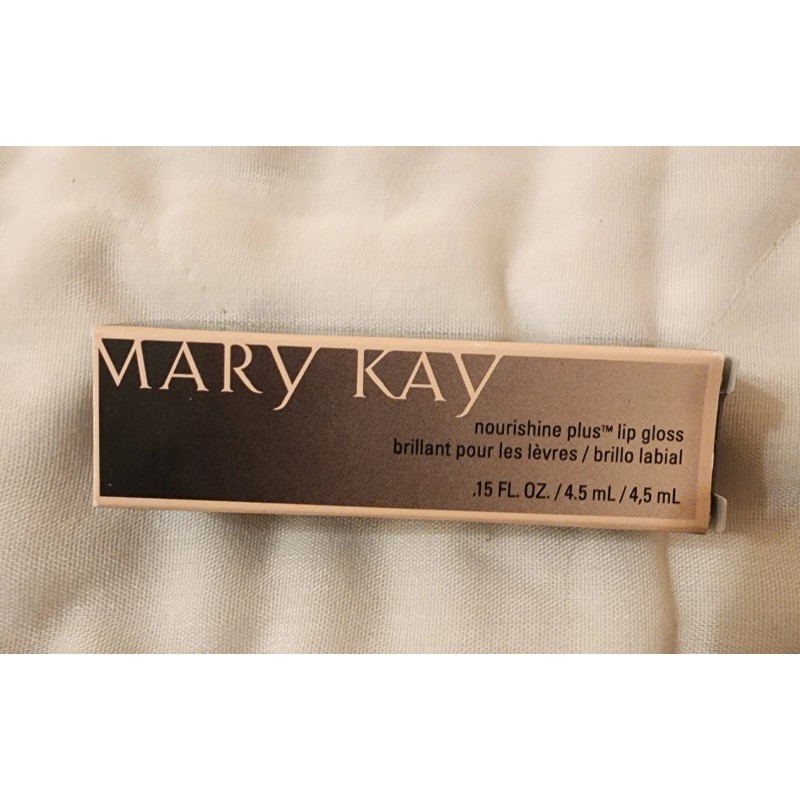 MARY KAY
nourishine plus™ lip gloss
brillant pour les lèvres / brillo labial
.15 FL. OZ. / 4.5 mL / 4,5 mL